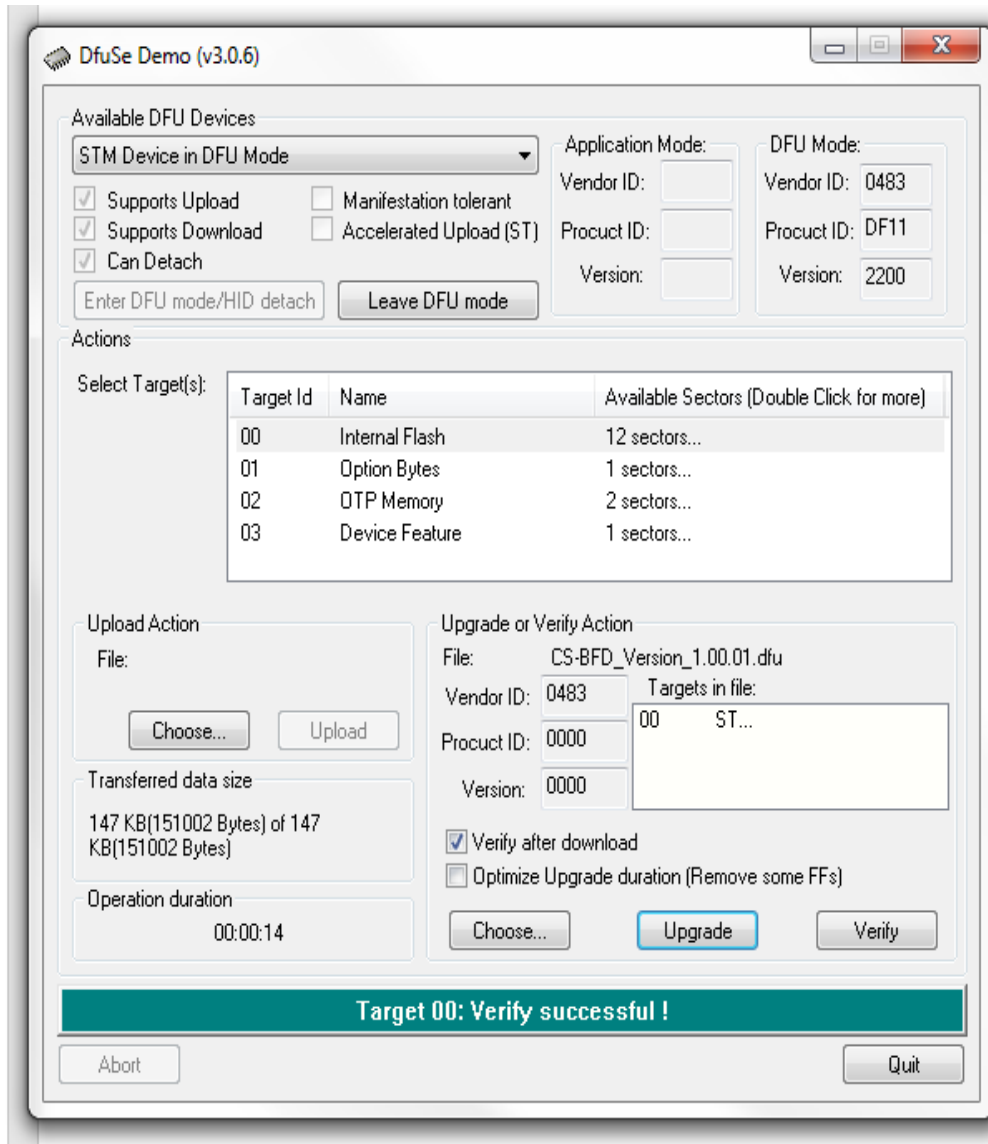 DfuSe Demo (v3.0.6)
Available DFU Devices
STM Device in DFU Mode
Supports Upload
Manifestation tolerant
Supports Download
Accelerated Upload (ST)
Can Detach
Enter DFU mode/HID detach
Leave DFU mode
Application Mode:
Vendor ID:
Procuct ID:
Version:
DFU Mode:
Vendor ID: 0483
Procuct ID: DF11
Version: 2200
Actions
Select Target(s):
Target Id Name Available Sectors (Double Click for more)
00 Internal Flash 12 sectors...
01 Option Bytes 1 sectors...
02 OTP Memory 2 sectors...
03 Device Feature 1 sectors...
Upload Action
File:
Choose... Upload
Transferred data size
147 KB(151002 Bytes) of 147
KB(151002 Bytes)
Operation duration
00:00:14
Upgrade or Verify Action
File: CS-BFD_Version_1.00.01.dfu
Vendor ID: 0483
Procuct ID: 0000
Version: 0000
Targets in file:
00 ST...
Verify after download
Optimize Upgrade duration (Remove some FFs)
Choose... Upgrade Verify
Target 00: Verify successful !
Abort Quit